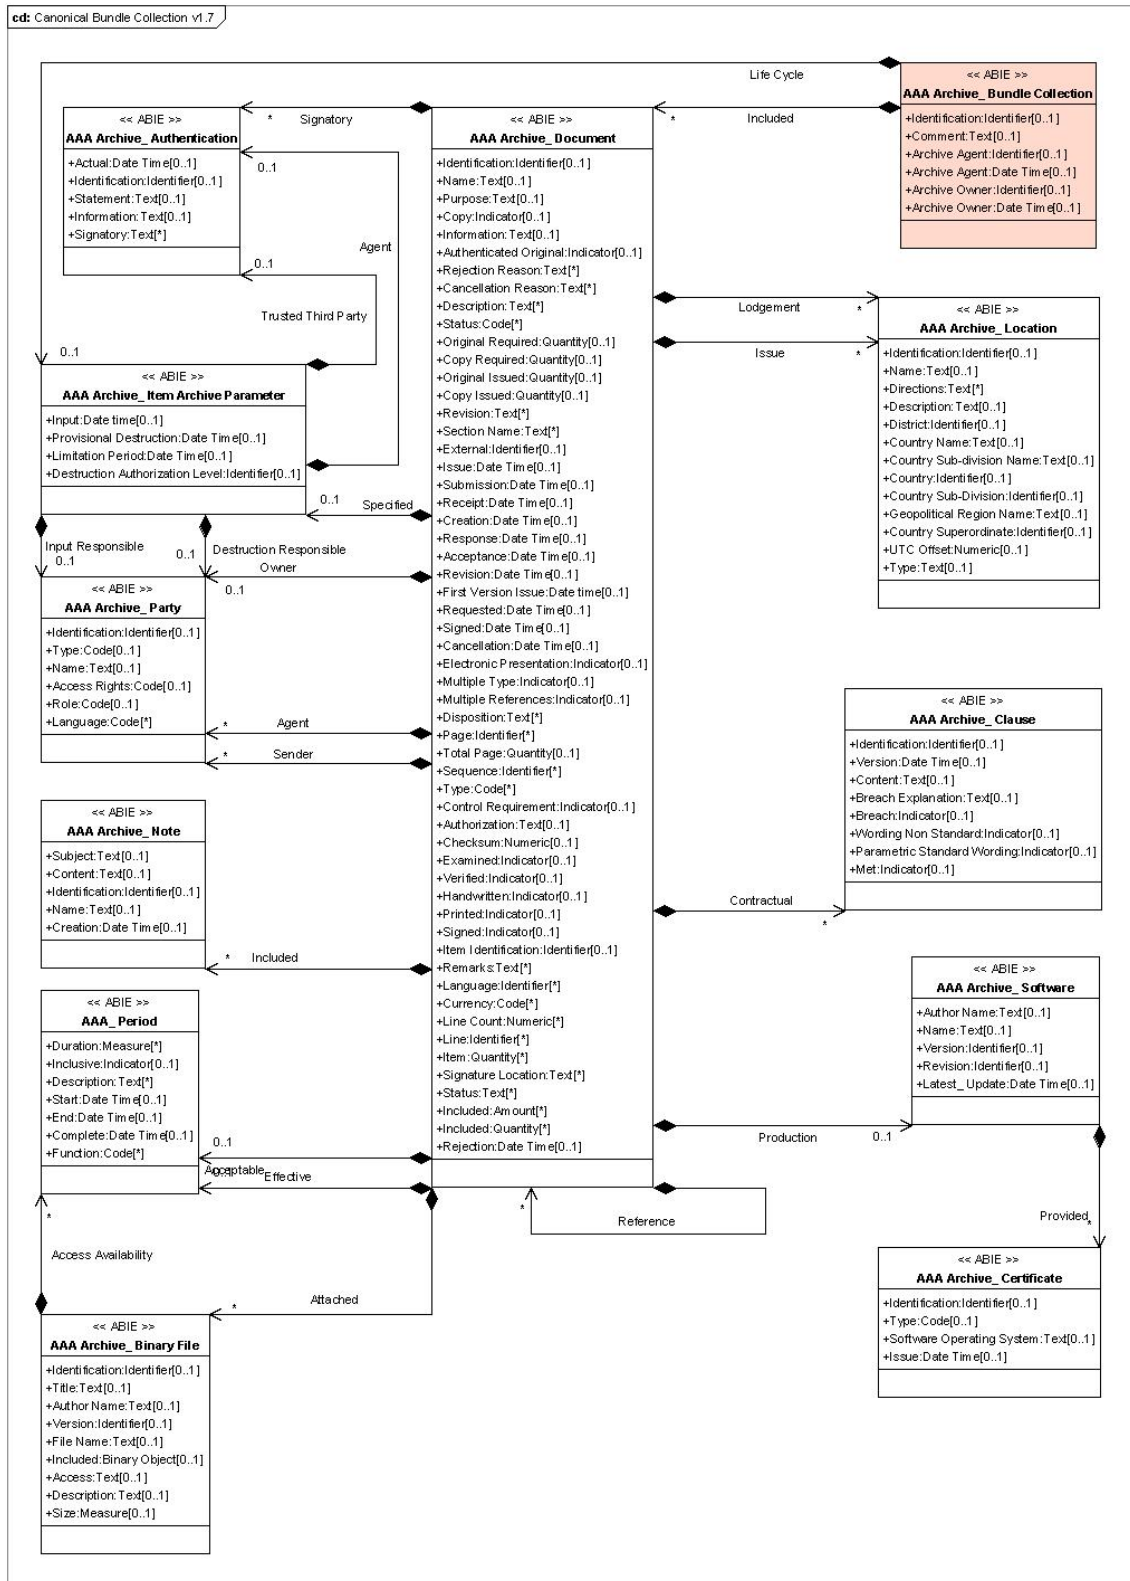 cd: Canonical Bundle Collection v1.7
Life Cycle
<< ABIE >>
AAA Archive_ Bundle Collection
+Identification:Identifier[0..1]
+Comment:Text[0..1]
+Archive Agent:Identifier[0..1]
+Archive Agent:Date Time[0..1]
+Archive Owner:Identifier[0..1]
+Archive Owner:Date Time[0..1]
* Included
<< ABIE >>
AAA Archive_ Authentication
+Actual:Date Time[0..1]
+Identification:Identifier[0..1]
+Statement:Text[0..1]
+Information:Text[0..1]
+Signatory:Text[*]
* Signatory
0..1
Agent
0..1
Trusted Third Party
0..1
<< ABIE >>
AAA Archive_ Item Archive Parameter
+Input:Date time[0..1]
+Provisional Destruction:Date Time[0..1]
+Limitation Period:Date Time[0..1]
+Destruction Authorization Level:Identifier[0..1]
0..1 Specified
Input Responsible
0..1
0..1
Destruction Responsible
Owner
0..1
<< ABIE >>
AAA Archive_ Party
+Identification:Identifier[0..1]
+Type:Code[0..1]
+Name:Text[0..1]
+Access Rights:Code[0..1]
+Role:Code[0..1]
+Language:Code[*]
* Agent
* Sender
<< ABIE >>
AAA Archive_ Note
+Subject:Text[0..1]
+Content:Text[0..1]
+Identification:Identifier[0..1]
+Name:Text[0..1]
+Creation:Date Time[0..1]
* Included
<< ABIE >>
AAA_ Period
+Duration:Measure[*]
+Inclusive:Indicator[0..1]
+Description:Text[*]
+Start:Date Time[0..1]
+End:Date Time[0..1]
+Complete:Date Time[0..1]
+Function:Code[*]
0..1
Acceptable
0..1
Effective
*
Access Availability
* Attached
<< ABIE >>
AAA Archive_ Binary File
+Identification:Identifier[0..1]
+Title:Text[0..1]
+Author Name:Text[0..1]
+Version:Identifier[0..1]
+File Name:Text[0..1]
+Included:Binary Object[0..1]
+Access:Text[0..1]
+Description:Text[0..1]
+Size:Measure[0..1]
<< ABIE >>
AAA Archive_ Document
+Identification:Identifier[0..1]
+Name:Text[0..1]
+Purpose:Text[0..1]
+Copy:Indicator[0..1]
+Information:Text[0..1]
+Authenticated Original:Indicator[0..1]
+Rejection Reason:Text[*]
+Cancellation Reason:Text[*]
+Description:Text[*]
+Status:Code[*]
+Original Required:Quantity[0..1]
+Copy Required:Quantity[0..1]
+Original Issued:Quantity[0..1]
+Copy Issued:Quantity[0..1]
+Revision:Text[*]
+Section Name:Text[*]
+External:Identifier[0..1]
+Issue:Date Time[0..1]
+Submission:Date Time[0..1]
+Receipt:Date Time[0..1]
+Creation:Date Time[0..1]
+Response:Date Time[0..1]
+Acceptance:Date Time[0..1]
+Revision:Date Time[0..1]
+First Version Issue:Date time[0..1]
+Requested:Date Time[0..1]
+Signed:Date Time[0..1]
+Cancellation:Date Time[0..1]
+Electronic Presentation:Indicator[0..1]
+Multiple Type:Indicator[0..1]
+Multiple References:Indicator[0..1]
+Disposition:Text[*]
+Page:Identifier[*]
+Total Page:Quantity[0..1]
+Sequence:Identifier[*]
+Type:Code[*]
+Control Requirement:Indicator[0..1]
+Authorization:Text[0..1]
+Checksum:Numeric[0..1]
+Examined:Indicator[0..1]
+Verified:Indicator[0..1]
+Handwritten:Indicator[0..1]
+Printed:Indicator[0..1]
+Signed:Indicator[0..1]
+Item Identification:Identifier[0..1]
+Remarks:Text[*]
+Language:Identifier[*]
+Currency:Code[*]
+Line Count:Numeric[*]
+Line:Identifier[*]
+Item:Quantity[*]
+Signature Location:Text[*]
+Status:Text[*]
+Included:Amount[*]
+Included:Quantity[*]
+Rejection:Date Time[0..1]
*
Reference
Lodgement *
Issue *
<< ABIE >>
AAA Archive_ Location
+Identification:Identifier[0..1]
+Name:Text[0..1]
+Directions:Text[*]
+Description:Text[0..1]
+District:Identifier[0..1]
+Country Name:Text[0..1]
+Country Sub-division Name:Text[0..1]
+Country:Identifier[0..1]
+Country Sub-Division:Identifier[0..1]
+Geopolitical Region Name:Text[0..1]
+Country Superordinate:Identifier[0..1]
+UTC Offset:Numeric[0..1]
+Type:Text[0..1]
<< ABIE >>
AAA Archive_ Clause
+Identification:Identifier[0..1]
+Version:Date Time[0..1]
+Content:Text[0..1]
+Breach Explanation:Text[0..1]
+Breach:Indicator[0..1]
+Wording Non Standard:Indicator[0..1]
+Parametric Standard Wording:Indicator[0..1]
+Met:Indicator[0..1]
Contractual
*
<< ABIE >>
AAA Archive_ Software
+Author Name:Text[0..1]
+Name:Text[0..1]
+Version:Identifier[0..1]
+Revision:Identifier[0..1]
+Latest_ Update:Date Time[0..1]
Production 0..1
Provided
*
<< ABIE >>
AAA Archive_ Certificate
+Identification:Identifier[0..1]
+Type:Code[0..1]
+Software Operating System:Text[0..1]
+Issue:Date Time[0..1]